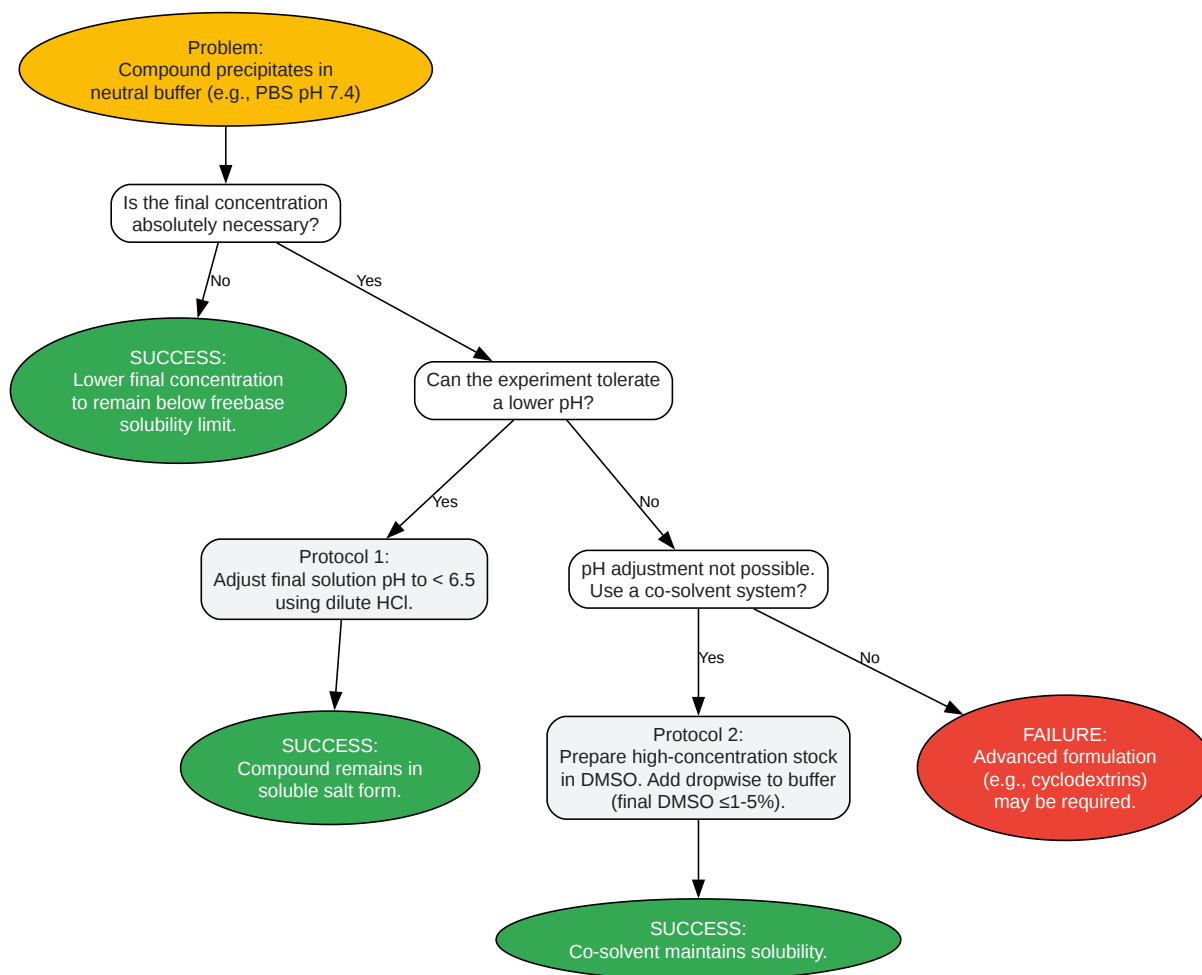 Problem:
Compound precipitates in
neutral buffer (e.g., PBS pH 7.4)
Is the final concentration
absolutely necessary?
No
Yes
SUCCESS:
Lower final concentration
to remain below freebase
solubility limit.
Can the experiment tolerate
a lower pH?
Yes
No
Protocol 1:
Adjust final solution pH to < 6.5
using dilute HCl.
pH adjustment not possible.
Use a co-solvent system?
Yes
No
SUCCESS:
Compound remains in
soluble salt form.
Protocol 2:
Prepare high-concentration stock
in DMSO. Add dropwise to buffer
(final DMSO ≤1-5%).
FAILURE:
Advanced formulation
(e.g., cyclodextrins)
may be required.
SUCCESS:
Co-solvent maintains solubility.